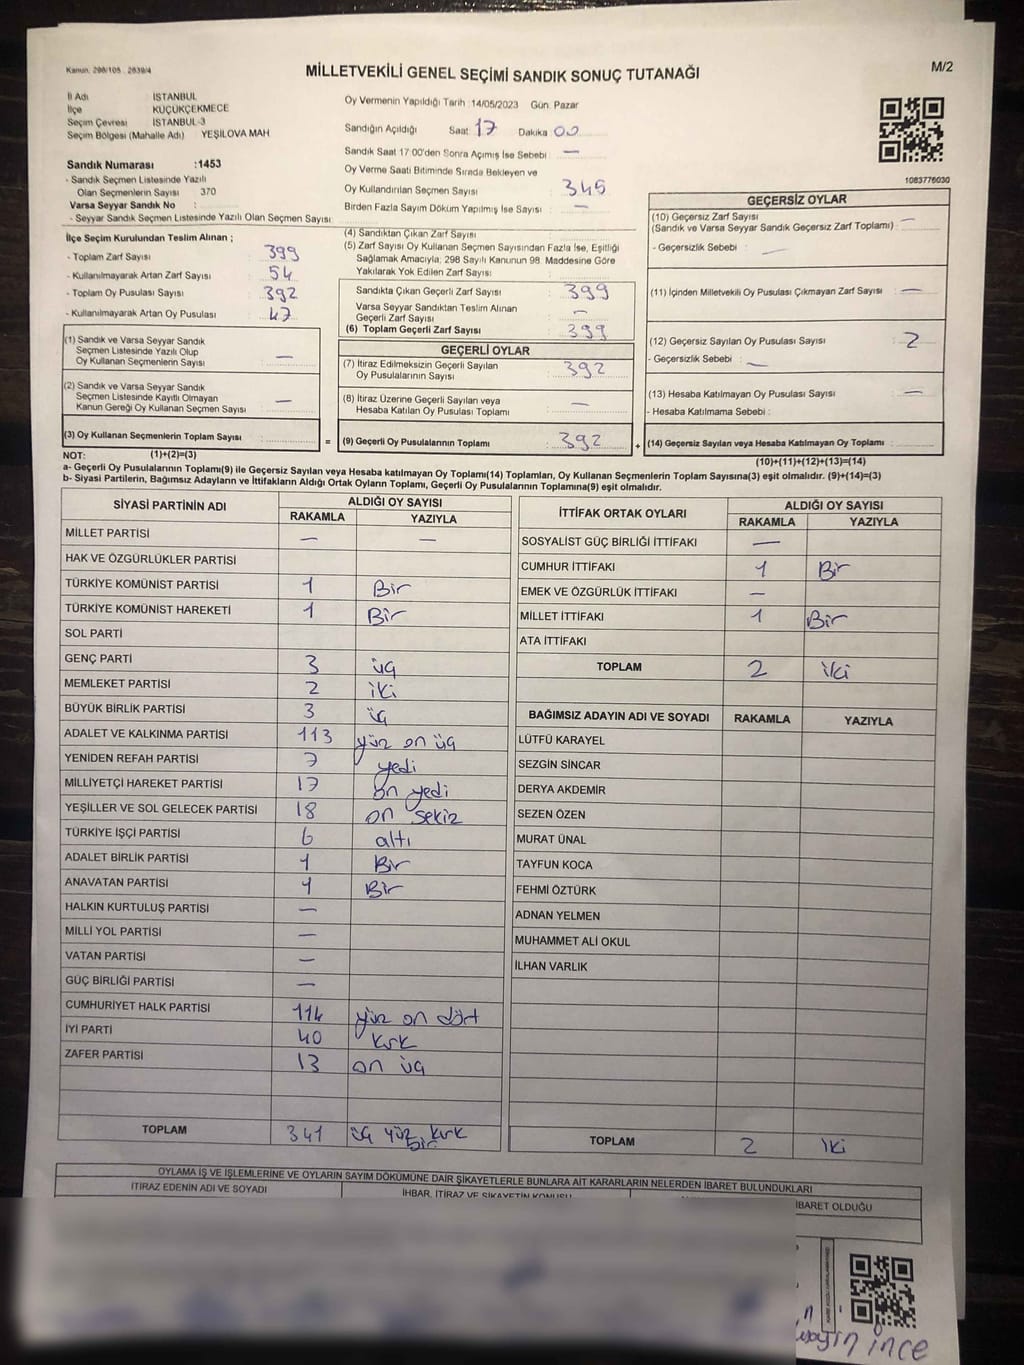 Kanun: 298/105 , 2839/4
MİLLETVEKİLİ GENEL SEÇİMİ SANDIK SONUÇ TUTANAĞI
M/2
İl Adı İSTANBUL
İlçe KÜÇÜKÇEKMECE
Seçim Çevresi İSTANBUL-3
Seçim Bölgesi (Mahalle Adı) YEŞİLOVA MAH
Sandık Numarası :1453
- Sandık Seçmen Listesinde Yazılı
Olan Seçmenlerin Sayısı 370
Varsa Seyyar Sandık No :
- Seyyar Sandık Seçmen Listesinde Yazılı Olan Seçmen Sayısı:
Oy Vermenin Yapıldığı Tarih 14/05/2023 Gün: Pazar
Sandığın Açıldığı Saat 17 Dakika 00
Sandık Saat 17:00'den Sonra Açımış İse Sebebi : —
Oy Verme Saati Bitiminde Sırada Bekleyen ve
Oy Kullandırılan Seçmen Sayısı 345
Birden Fazla Sayım Döküm Yapılmış İse Sayısı : —
1083776030
İlçe Seçim Kurulundan Teslim Alınan ;
- Toplam Zarf Sayısı 399
- Kullanılmayarak Artan Zarf Sayısı 54
- Toplam Oy Pusulası Sayısı 392
- Kullanılmayarak Artan Oy Pusulası 47
(1) Sandık ve Varsa Seyyar Sandık
Seçmen Listesinde Yazılı Olup
Oy Kullanan Seçmenlerin Sayısı : —
(2) Sandık ve Varsa Seyyar Sandık
Seçmen Listesinde Kayıtlı Olmayan
Kanun Gereği Oy Kullanan Seçmen Sayısı : —
(3) Oy Kullanan Seçmenlerin Toplam Sayısı :
(4) Sandıktan Çıkan Zarf Sayısı :
(5) Zarf Sayısı Oy Kullanan Seçmen Sayısından Fazla İse, Eşitliği
Sağlamak Amacıyla; 298 Sayılı Kanunun 98. Maddesine Göre
Yakılarak Yok Edilen Zarf Sayısı:
Sandıkta Çıkan Geçerli Zarf Sayısı : 399
Varsa Seyyar Sandıktan Teslim Alınan
Geçerli Zarf Sayısı : —
(6) Toplam Geçerli Zarf Sayısı : 399
GEÇERLİ OYLAR
(7) İtiraz Edilmeksizin Geçerli Sayılan
Oy Pusulalarının Sayısı : 392
(8) İtiraz Üzerine Geçerli Sayılan veya
Hesaba Katılan Oy Pusulası Toplamı : —
= (9) Geçerli Oy Pusulalarının Toplamı : 392
GEÇERSİZ OYLAR
(10) Geçersiz Zarf Sayısı —
(Sandık ve Varsa Seyyar Sandık Geçersiz Zarf Toplamı) :
- Geçersizlik Sebebi : —
(11) İçinden Milletvekili Oy Pusulası Çıkmayan Zarf Sayısı : —
(12) Geçersiz Sayılan Oy Pusulası Sayısı : 2
- Geçersizlik Sebebi : —
(13) Hesaba Katılmayan Oy Pusulası Sayısı : —
- Hesaba Katılmama Sebebi :
+ (14) Geçersiz Sayılan veya Hesaba Katılmayan Oy Toplamı :
NOT: (1)+(2)=(3)
(10)+(11)+(12)+(13)=(14)
a- Geçerli Oy Pusulalarının Toplamı(9) ile Geçersiz Sayılan veya Hesaba katılmayan Oy Toplamı(14) Toplamları, Oy Kullanan Seçmenlerin Toplam Sayısına(3) eşit olmalıdır. (9)+(14)=(3)
b- Siyasi Partilerin, Bağımsız Adayların ve İttifakların Aldığı Oyların Toplamı, Geçerli Oy Pusulalarının Toplamına(9) eşit olmalıdır.
SİYASİ PARTİNİN ADI ALDIĞI OY SAYISI
RAKAMLA YAZIYLA
MİLLET PARTİSİ — —
HAK VE ÖZGÜRLÜKLER PARTİSİ
TÜRKİYE KOMÜNİST PARTİSİ 1 Bir
TÜRKİYE KOMÜNİST HAREKETİ 1 Bir
SOL PARTİ
GENÇ PARTİ 3 üç
MEMLEKET PARTİSİ 2 iki
BÜYÜK BİRLİK PARTİSİ 3 üç
ADALET VE KALKINMA PARTİSİ 113 yüz on üç
YENİDEN REFAH PARTİSİ 7 yedi
MİLLİYETÇİ HAREKET PARTİSİ 17 on yedi
YEŞİLLER VE SOL GELECEK PARTİSİ 18 on sekiz
TÜRKİYE İŞÇİ PARTİSİ 6 altı
ADALET BİRLİK PARTİSİ 1 Bir
ANAVATAN PARTİSİ 1 Bir
HALKIN KURTULUŞ PARTİSİ —
MİLLİ YOL PARTİSİ —
VATAN PARTİSİ —
GÜÇ BİRLİĞİ PARTİSİ —
CUMHURİYET HALK PARTİSİ 114 yüz on dört
İYİ PARTİ 40 kırk
ZAFER PARTİSİ 13 on üç
TOPLAM 341 üç yüz kırk
bir
İTTİFAK ORTAK OYLARI ALDIĞI OY SAYISI
RAKAMLA YAZIYLA
SOSYALİST GÜÇ BİRLİĞİ İTTİFAKI —
CUMHUR İTTİFAKI 1 Bir
EMEK VE ÖZGÜRLÜK İTTİFAKI —
MİLLET İTTİFAKI 1 Bir
ATA İTTİFAKI
TOPLAM 2 iki
BAĞIMSIZ ADAYIN ADI VE SOYADI RAKAMLA YAZIYLA
LÜTFÜ KARAYEL
SEZGİN SİNCAR
DERYA AKDEMİR
SEZEN ÖZEN
MURAT ÜNAL
TAYFUN KOCA
FEHMİ ÖZTÜRK
ADNAN YELMEN
MUHAMMET ALİ OKUL
İLHAN VARLIK
TOPLAM 2 iki
OYLAMA İŞ VE İŞLEMLERİNE VE OYLARIN SAYIM DÖKÜMÜNE DAİR ŞİKAYETLERLE BUNLARA AİT KARARLARIN NELERDEN İBARET BULUNDUKLARI
İTİRAZ EDENİN ADI VE SOYADI İHBAR, İTİRAZ VE ŞİKAYETİN KONUSU İBARET OLDUĞU
ince